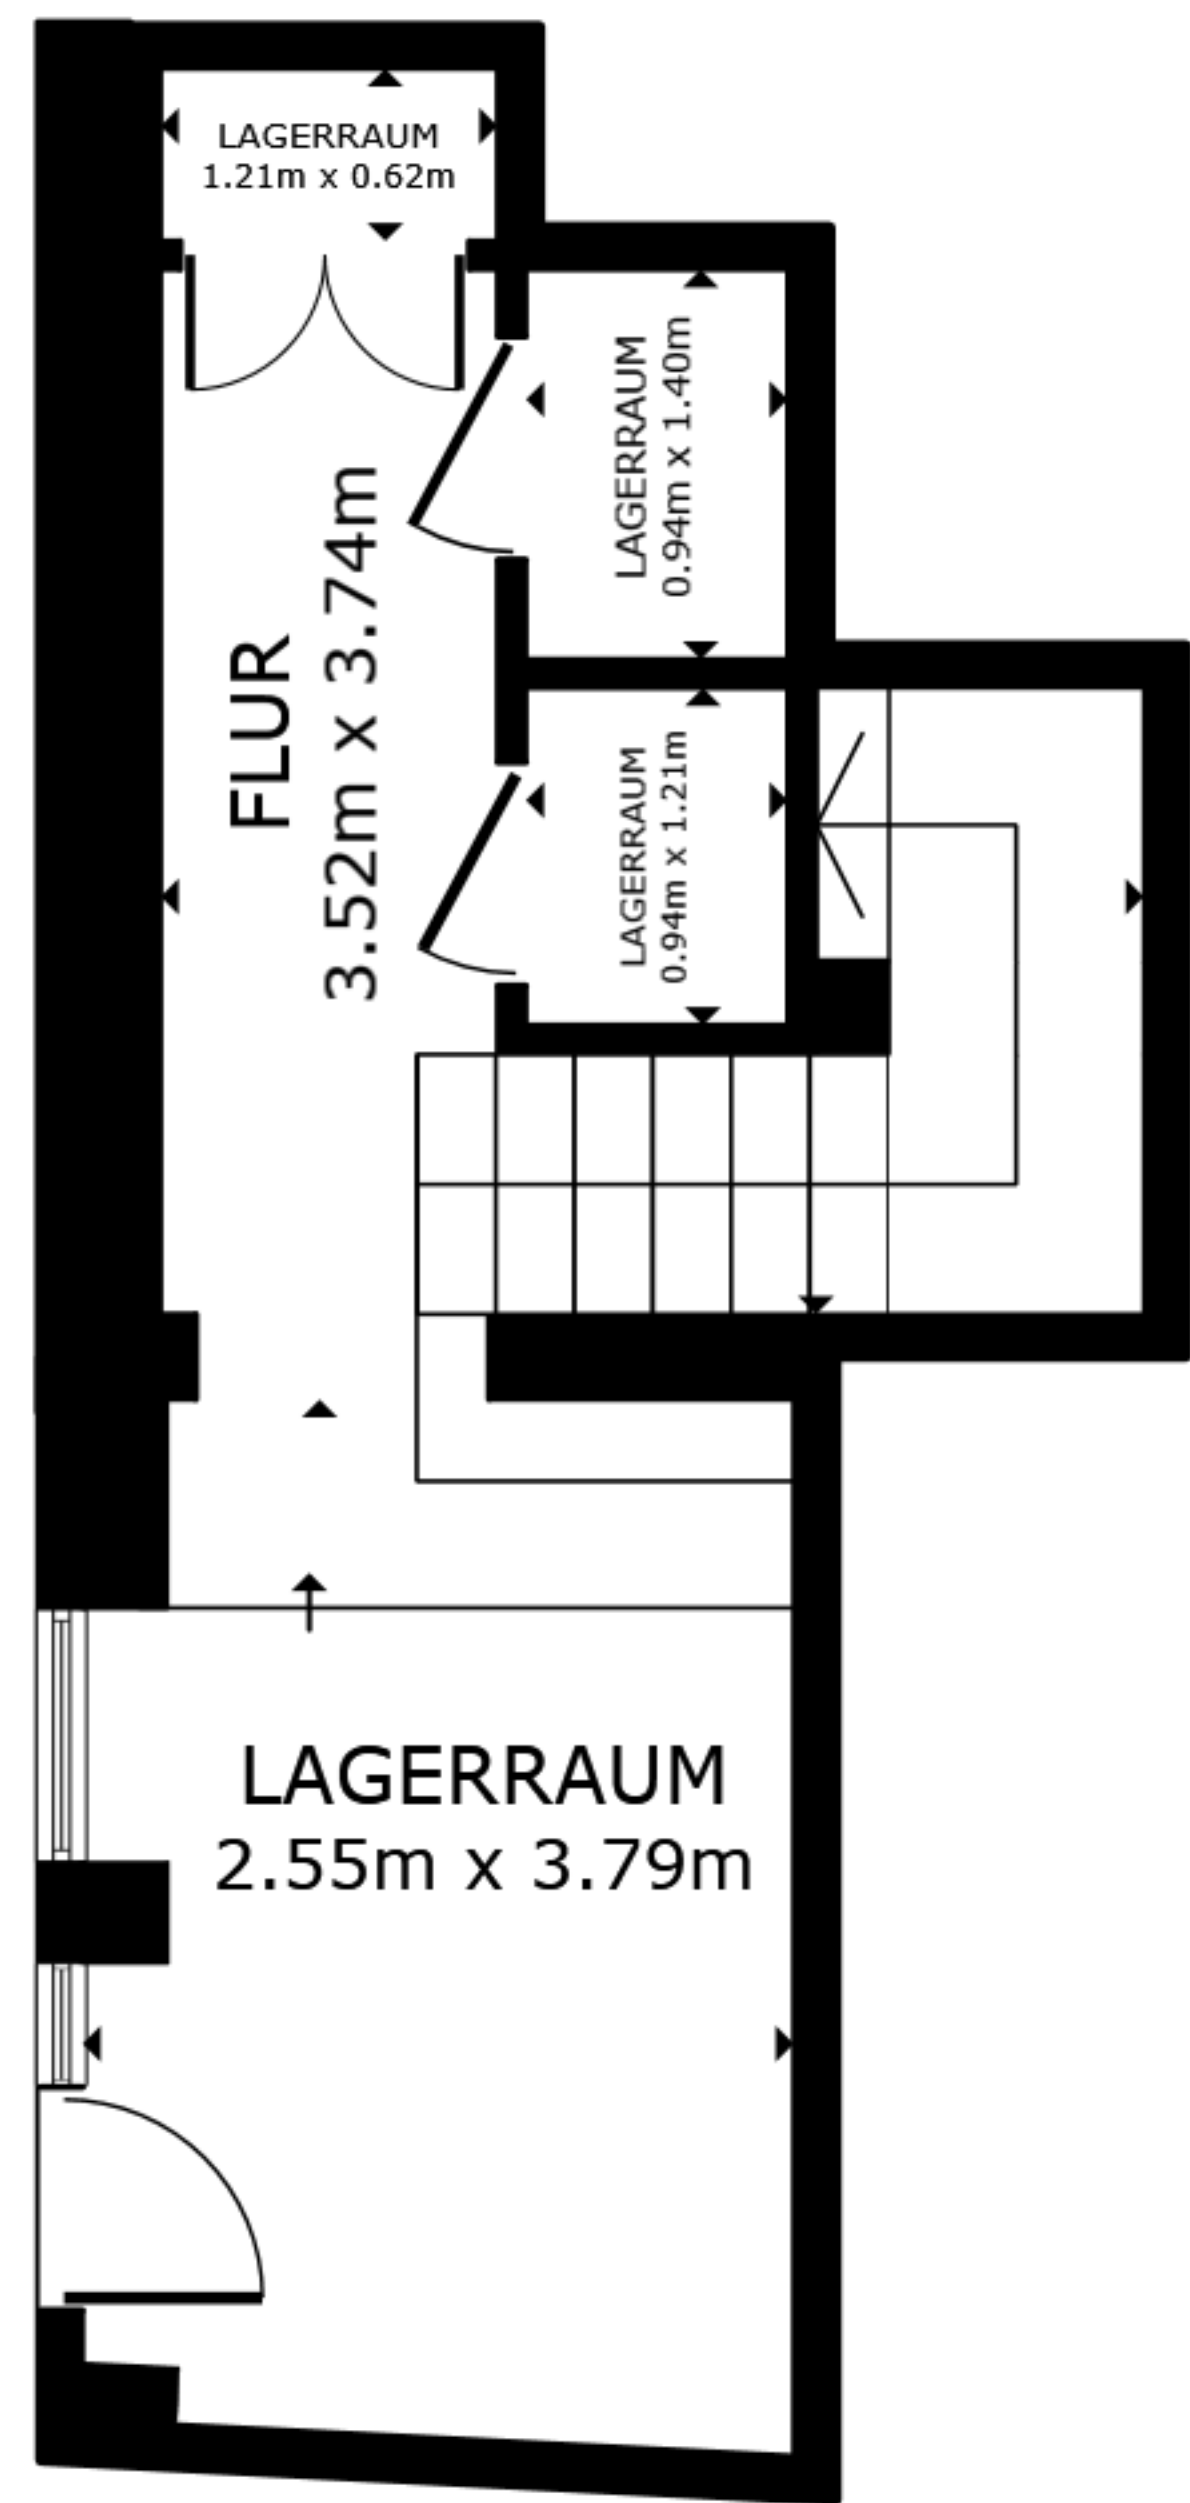 LAGERRAUM
1.21m x 0.62m
LAGERRAUM
0.94m x 1.40m
FLUR
3.52m x 3.74m
LAGERRAUM
0.94m x 1.21m
LAGERRAUM
2.55m x 3.79m